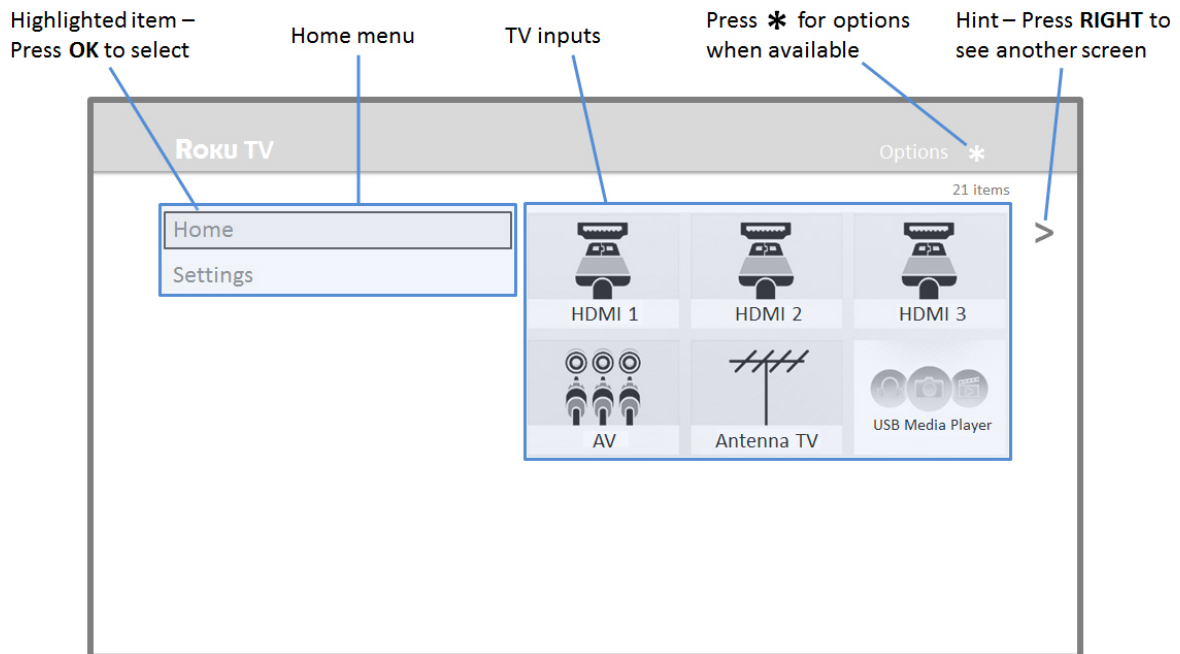 Highlighted item –
Press OK to select
Home menu
TV inputs
Press * for options
when available
Hint – Press RIGHT to
see another screen
ROKU TV
Options *
21 items
Home
Settings
>
HDMI 1
HDMI 2
HDMI 3
AV
Antenna TV
USB Media Player